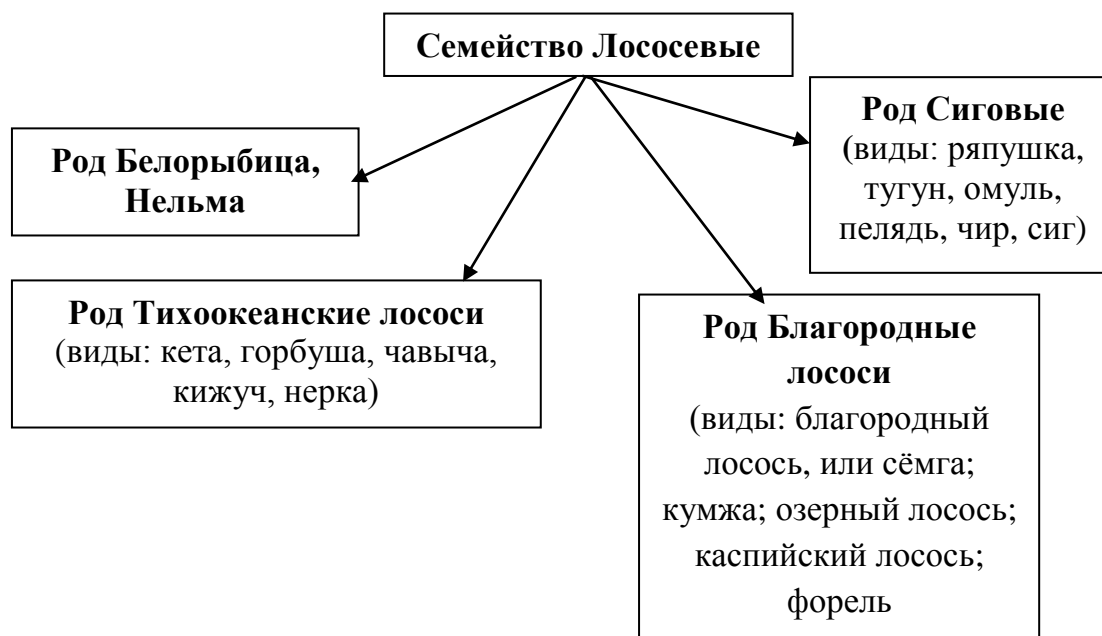 Семейство Лососевые
Род Белорыбица,
Нельма
Род Сиговые
(виды: ряпушка,
тугун, омуль,
пелядь, чир, сиг)
Род Тихоокеанские лососи
(виды: кета, горбуша, чавыча,
кижуч, нерка)
Род Благородные
лососи
(виды: благородный
лосось, или сёмга;
кумжа; озерный лосось;
каспийский лосось;
форель